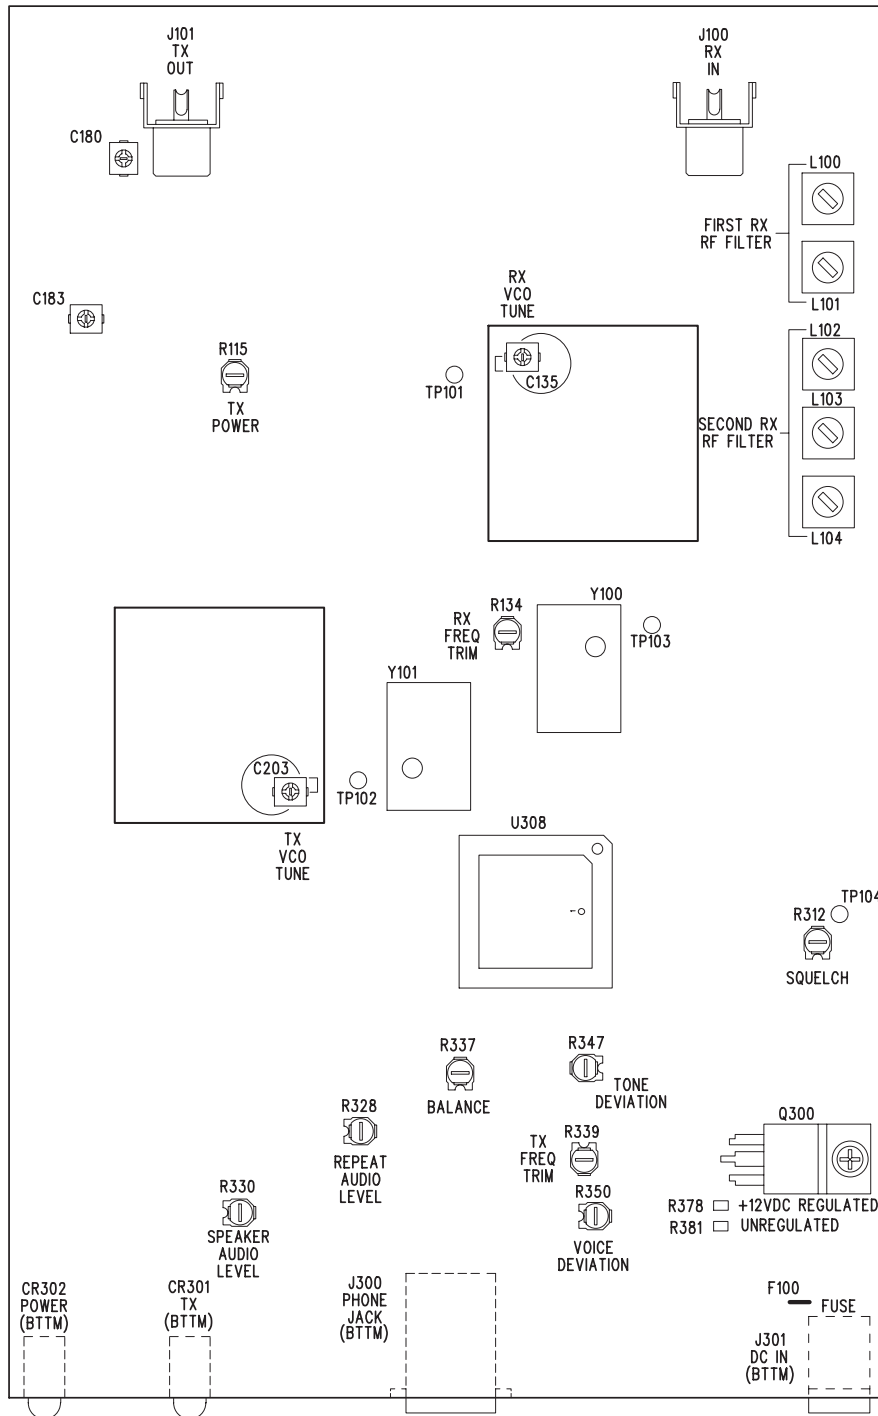 J101
TX
OUT
J100
RX
IN
C180
L100
FIRST RX
RF FILTER
L101
C183
RX
VCO
TUNE
L102
R115
TP101
C135
L103
TX
POWER
SECOND RX
RF FILTER
L104
Y100
R134
RX
FREQ
TRIM
TP103
Y101
C203
TP102
U308
TX
VCO
TUNE
1
TP104
R312
SQUELCH
R337
R347
BALANCE
TONE
DEVIATION
R328
REPEAT
AUDIO
LEVEL
Q300
R339
TX
FREQ
TRIM
R330
SPEAKER
AUDIO
LEVEL
R350
VOICE
DEVIATION
R378 +12VDC REGULATED
R381 UNREGULATED
CR302
POWER
(BTTM)
CR301
TX
(BTTM)
J300
PHONE
JACK
(BTTM)
F100
FUSE
J301
DC IN
(BTTM)